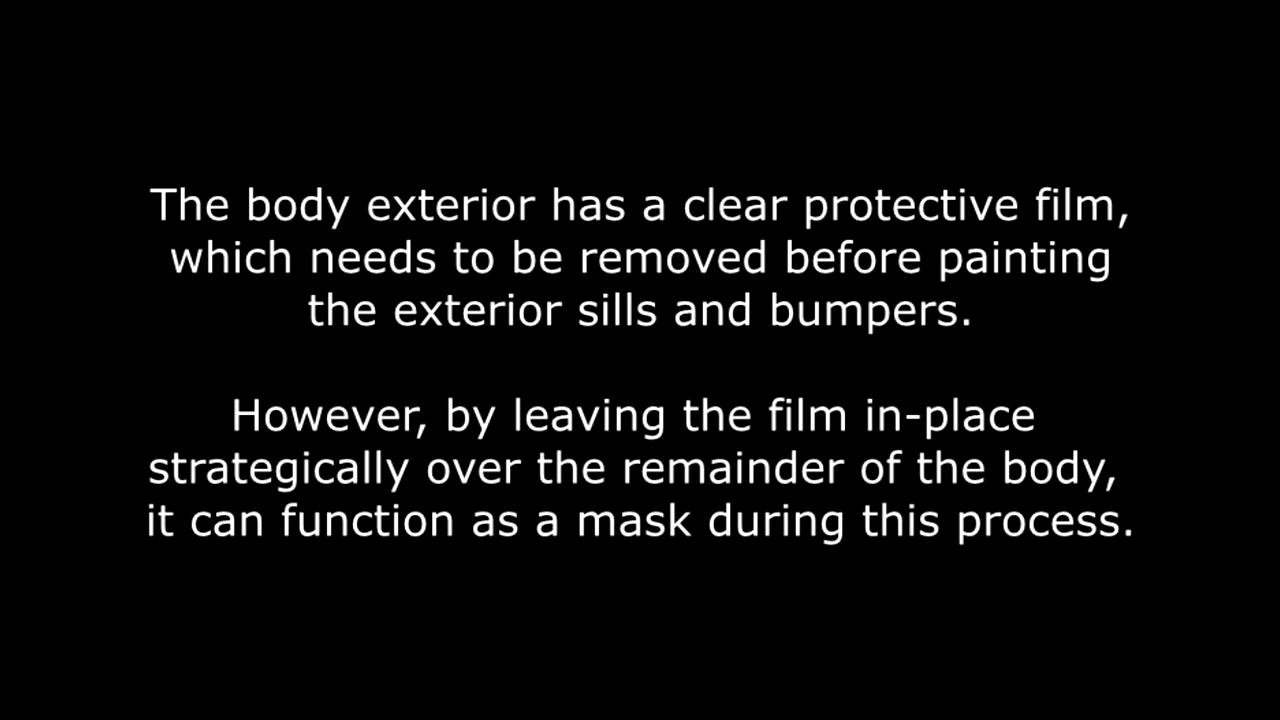 The body exterior has a clear protective film,
which needs to be removed before painting
the exterior sills and bumpers.
However, by leaving the film in-place
strategically over the remainder of the body,
it can function as a mask during this process.